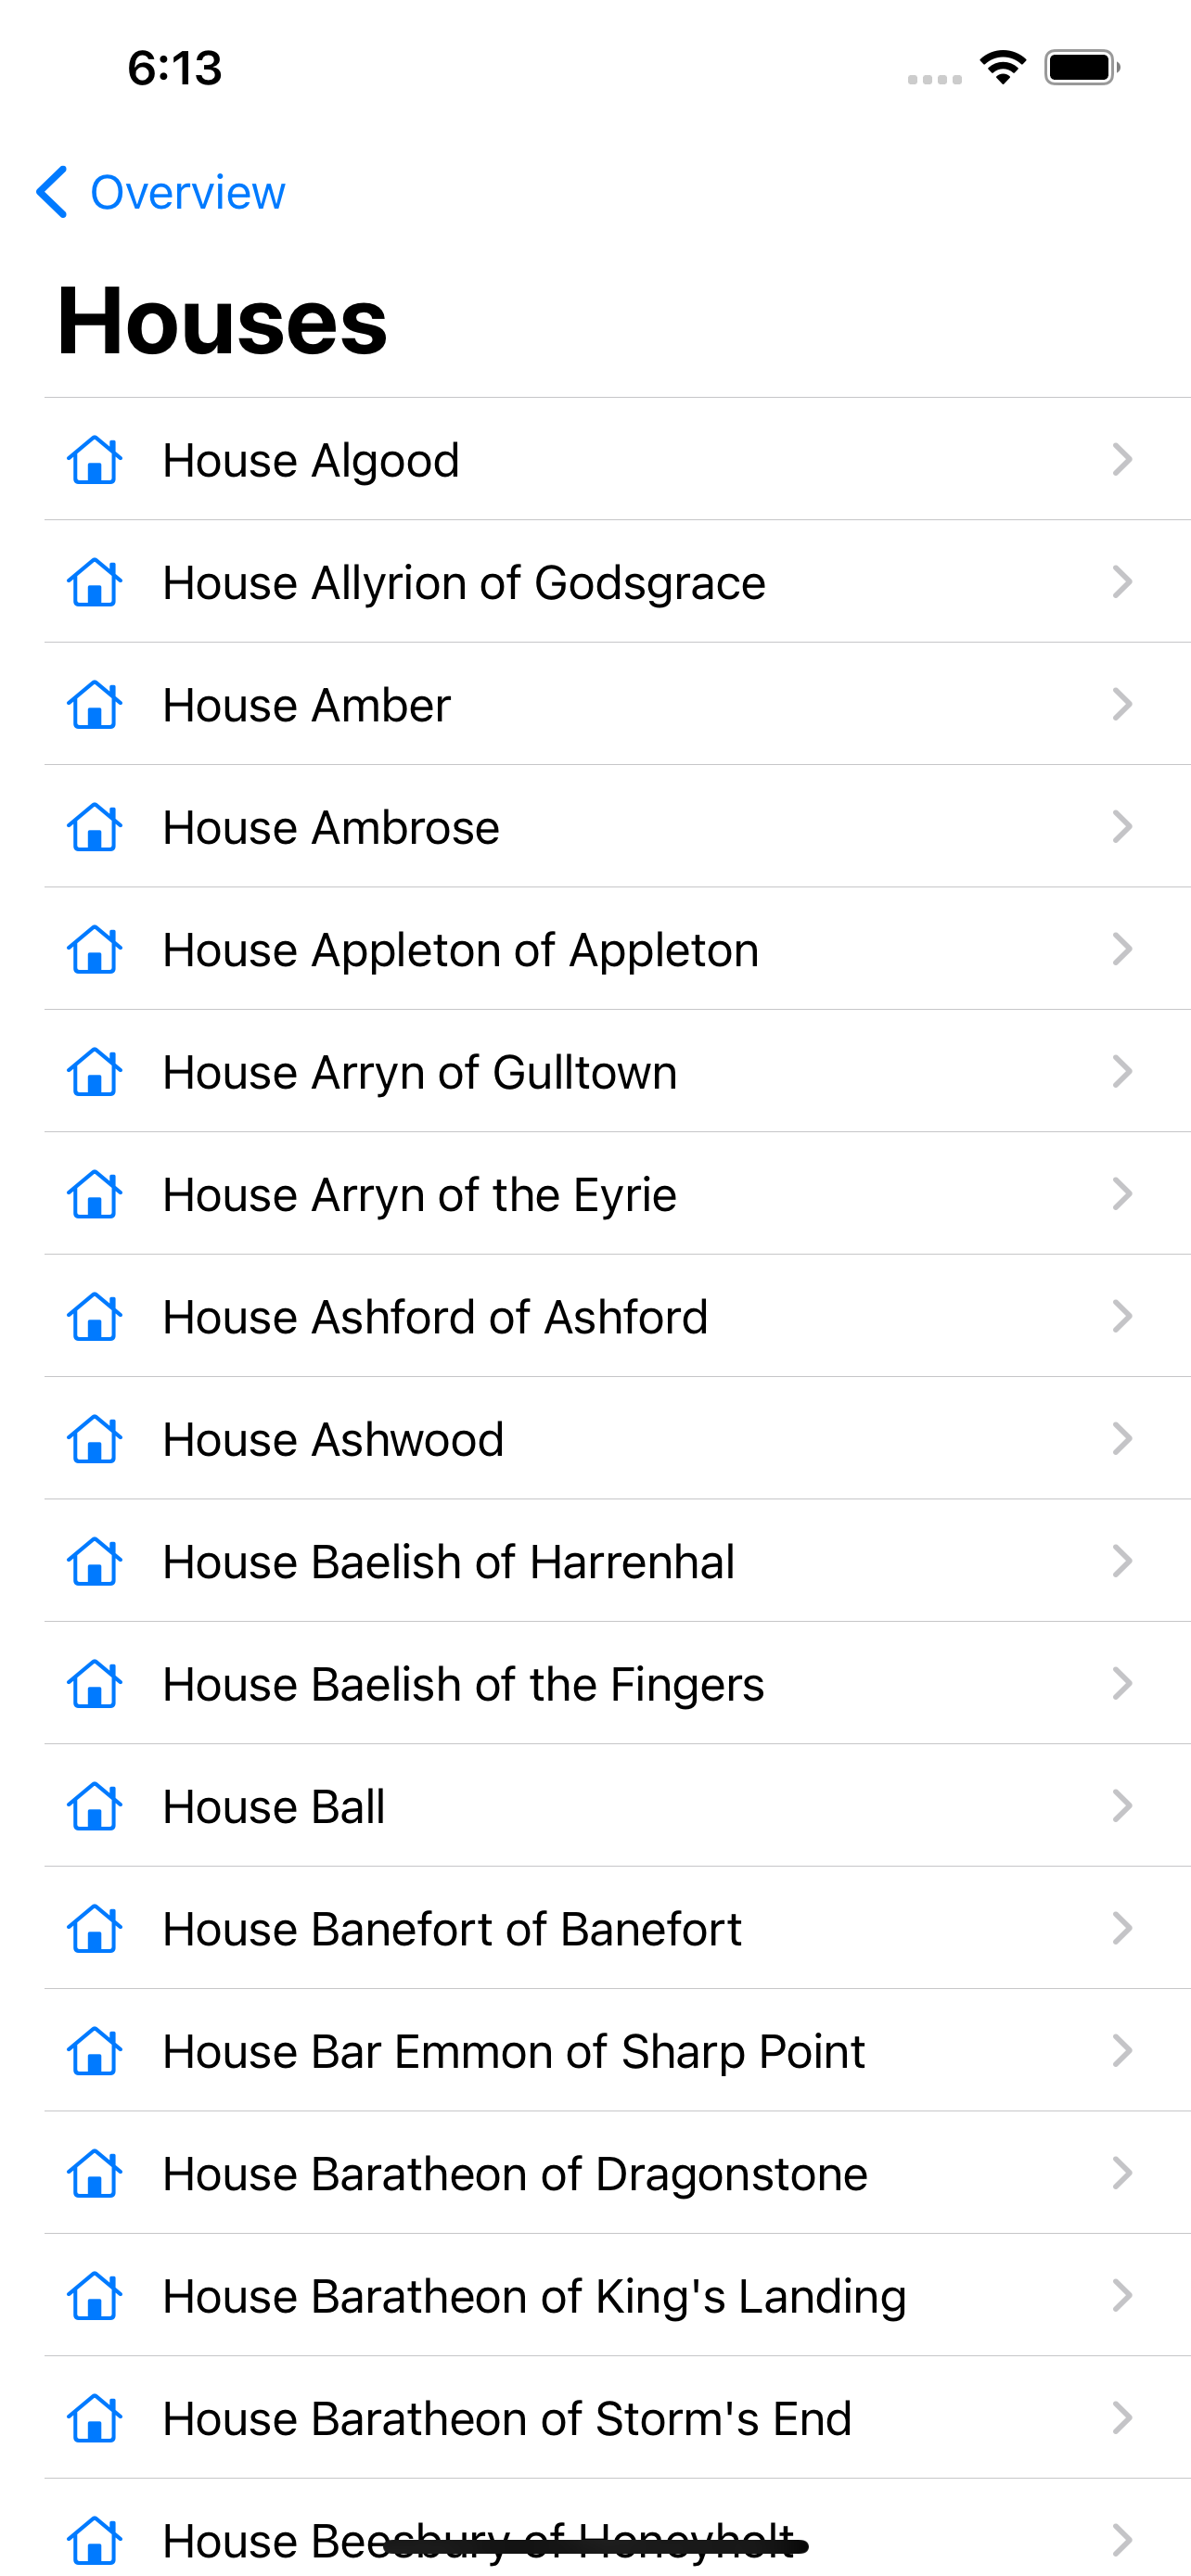 6:13
Overview
Houses
House Algood
House Allyrion of Godsgrace
House Amber
House Ambrose
House Appleton of Appleton
House Arryn of Gulltown
House Arryn of the Eyrie
House Ashford of Ashford
House Ashwood
House Baelish of Harrenhal
House Baelish of the Fingers
House Ball
House Banefort of Banefort
House Bar Emmon of Sharp Point
House Baratheon of Dragonstone
House Baratheon of King's Landing
House Baratheon of Storm's End
House Beesbury of Honeyholt